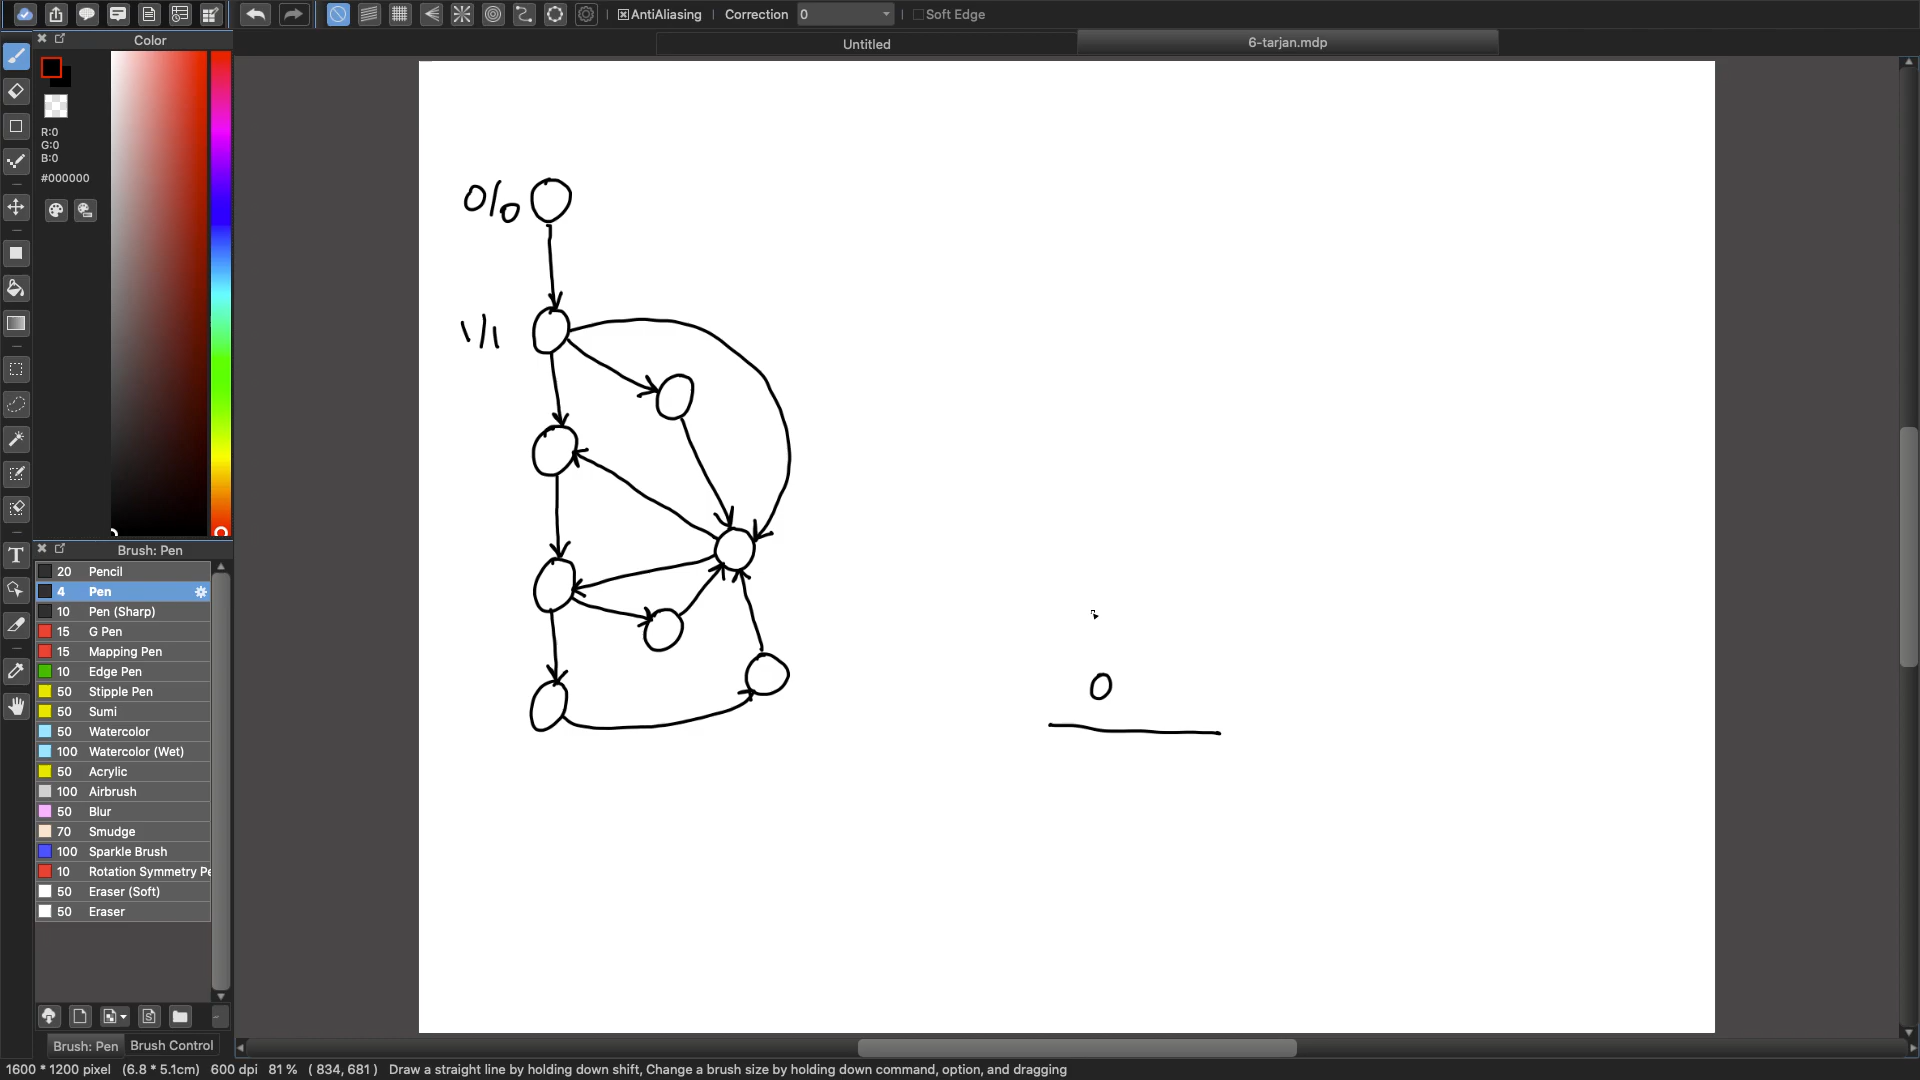 AntiAliasing
Correction
0
Soft Edge
Color
Untitled
6-tarjan.mdp
R:0
G:0
B:0
#000000
Brush: Pen
20 Pencil
4 Pen
10 Pen (Sharp)
15 G Pen
15 Mapping Pen
10 Edge Pen
50 Stipple Pen
50 Sumi
50 Watercolor
100 Watercolor (Wet)
50 Acrylic
100 Airbrush
50 Blur
70 Smudge
100 Sparkle Brush
10 Rotation Symmetry Pe
50 Eraser (Soft)
50 Eraser
T
Brush: Pen
Brush Control
0/0
1/1
0
1600 * 1200 pixel (6.8 * 5.1cm) 600 dpi 81 % ( 834, 681 ) Draw a straight line by holding down shift, Change a brush size by holding down command, option, and dragging